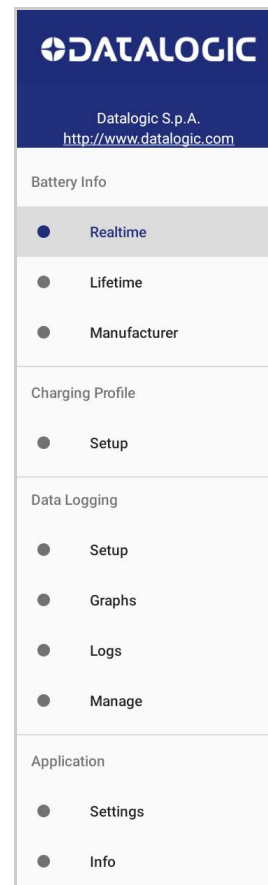 DATALOGIC
Datalogic S.p.A.
http://www.datalogic.com
Battery Info
Realtime
Lifetime
Manufacturer
Charging Profile
Setup
Data Logging
Setup
Graphs
Logs
Manage
Application
Settings
Info